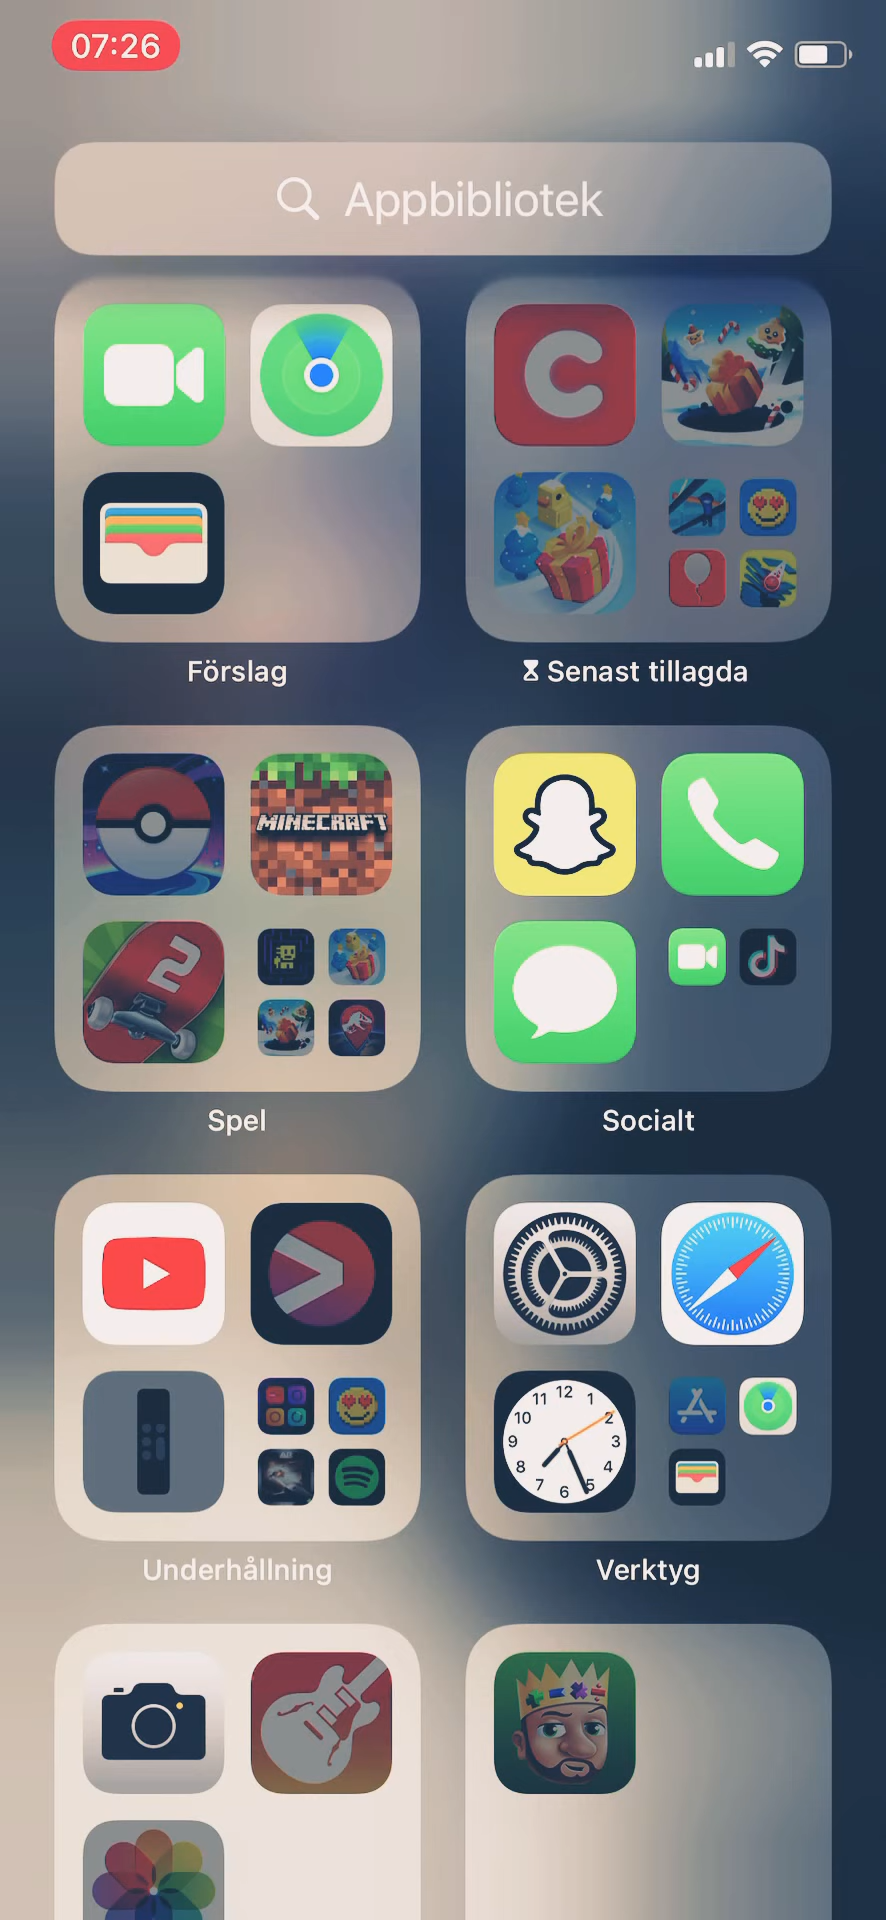 07:26
Appbibliotek
Förslag
Senast tillagda
MINECRAFT
2
Spel
Socialt
12
11 1
10 2
9 3
8 4
7 5
6
Underhållning
Verktyg